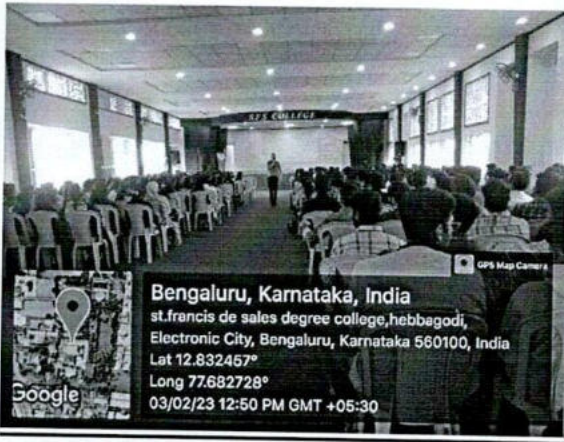 SFS COLLEGE
GPS Map Camera
Bengaluru, Karnataka, India
st.francis de sales degree college,hebbagodi,
Electronic City, Bengaluru, Karnataka 560100, India
Lat 12.832457°
Long 77.682728°
03/02/23 12:50 PM GMT +05:30
Google